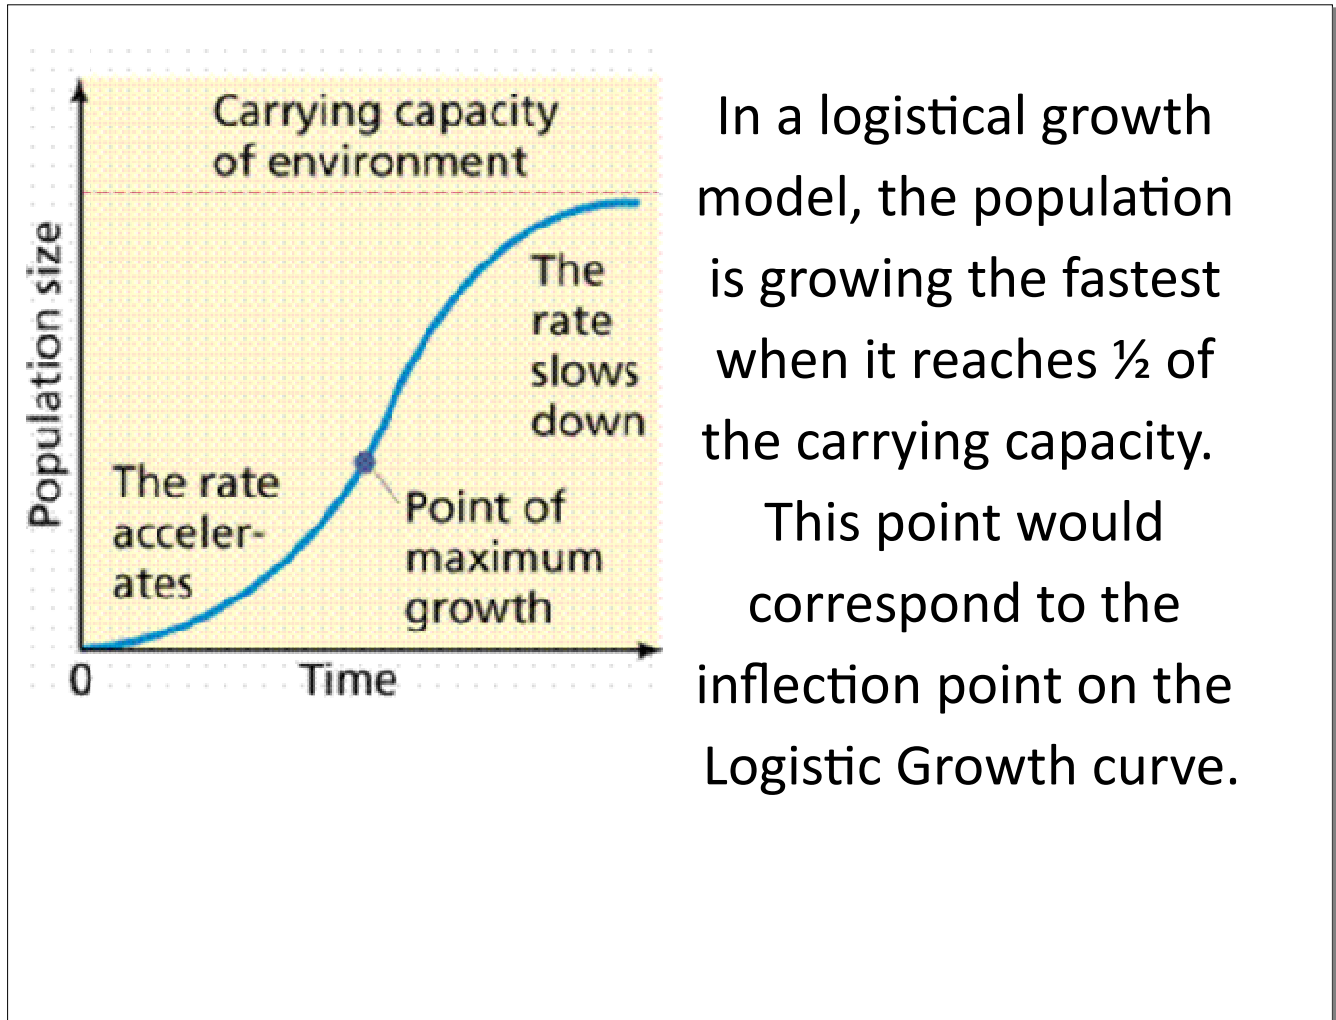 Carrying capacity
of environment
Population size
The
rate
slows
down
The rate
acceler-
ates
Point of
maximum
growth
0
Time
In a logistical growth
model, the population
is growing the fastest
when it reaches ½ of
the carrying capacity.
This point would
correspond to the
inflection point on the
Logistic Growth curve.